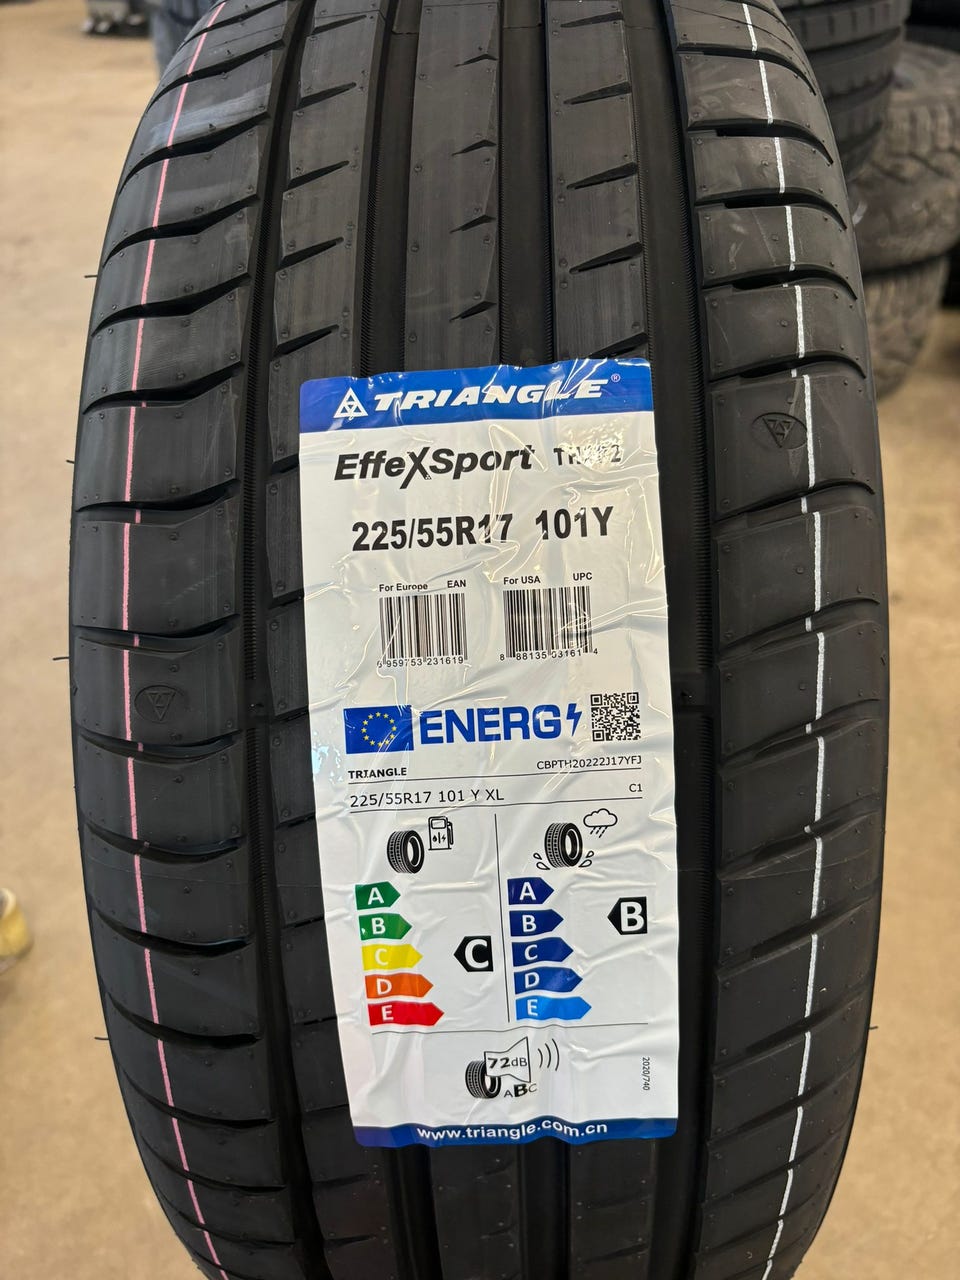 TRIANGLE®
EffeXSport
225/55R17 101Y
For Europe EAN For USA UPC
6 959753 231619
8 88135 03161 4
ENERG
TRIANGLE CBPTH20222J17YFJ
225/55R17 101 Y XL C1
A A
B B B
C C C
D D
E E
72dB
ABC
2020/740
www.triangle.com.cn